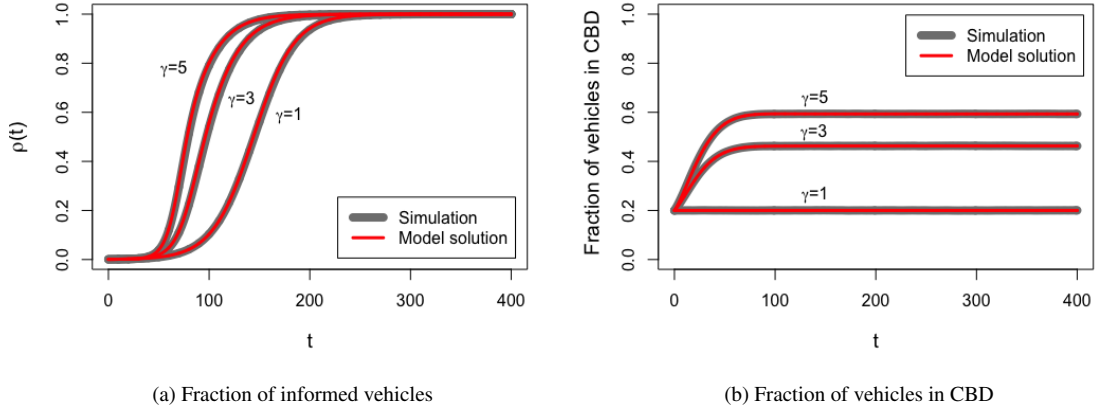 ρ(t)
1.0
0.8
0.6
0.4
0.2
0.0
γ=5
γ=3
γ=1
Simulation
Model solution
0 100 200 300 400
t
(a) Fraction of informed vehicles
Fraction of vehicles in CBD
1.0
0.8
0.6
0.4
0.2
0.0
Simulation
Model solution
γ=5
γ=3
γ=1
0 100 200 300 400
t
(b) Fraction of vehicles in CBD